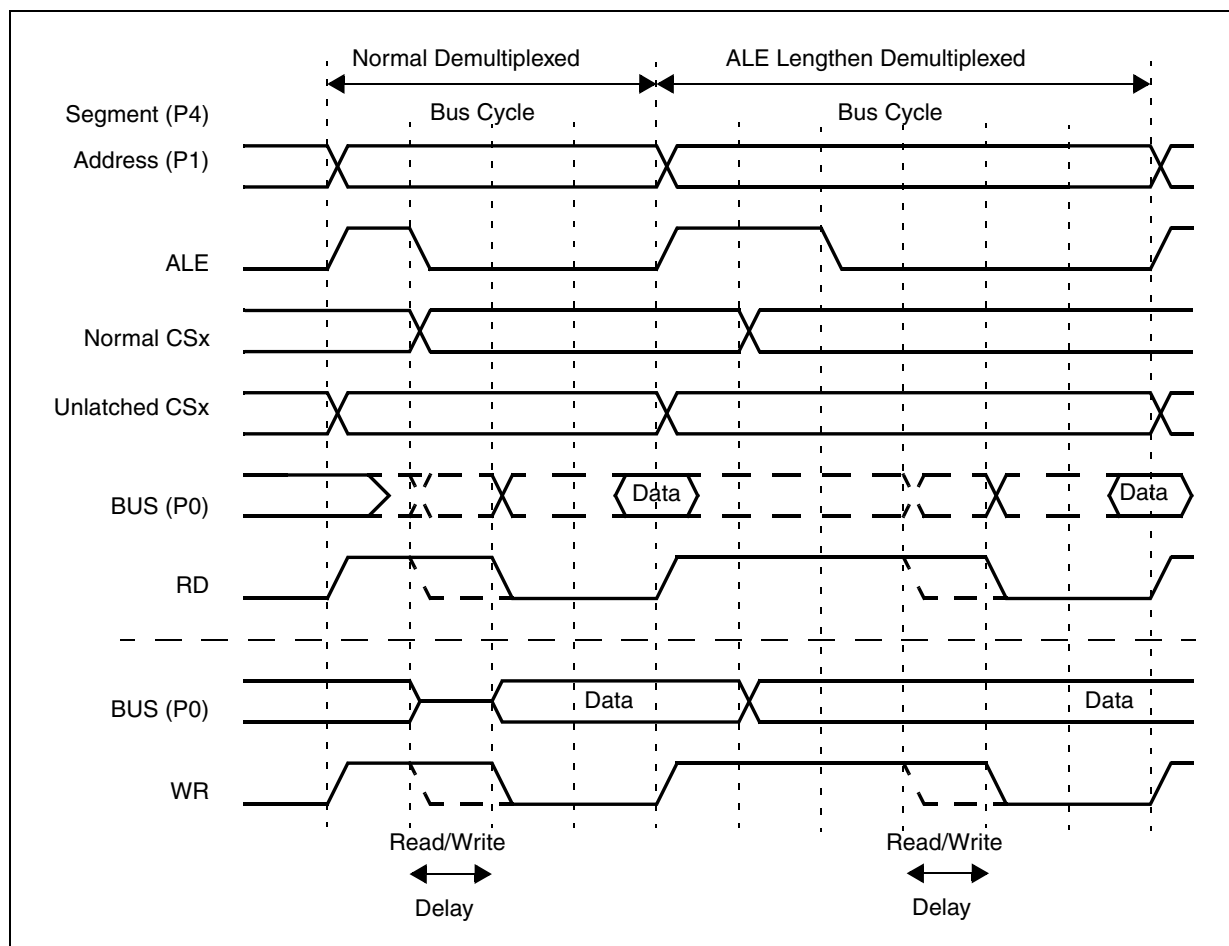 Normal Demultiplexed
ALE Lengthen Demultiplexed
Segment (P4)
Bus Cycle
Bus Cycle
Address (P1)
ALE
Normal CSx
Unlatched CSx
BUS (P0)
Data
Data
RD
BUS (P0)
Data
Data
WR
Read/Write
Read/Write
Delay
Delay